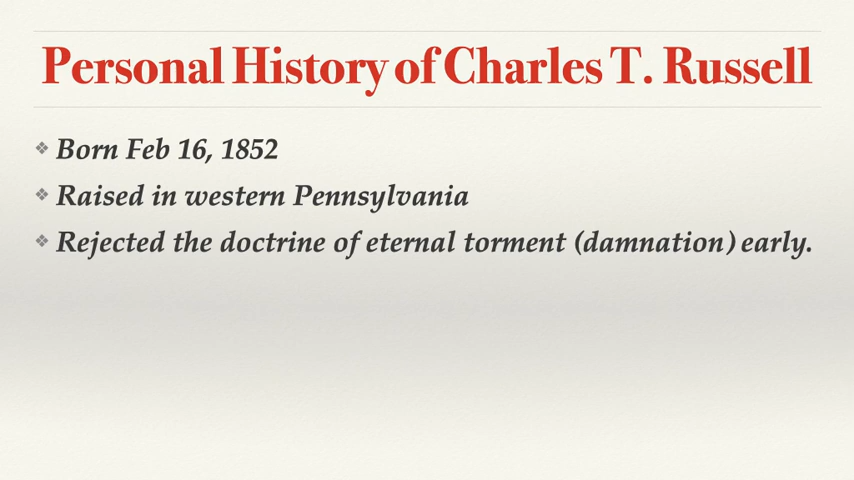 Personal History of Charles T. Russell
❖ Born Feb 16, 1852
❖ Raised in western Pennsylvania
❖ Rejected the doctrine of eternal torment (damnation) early.